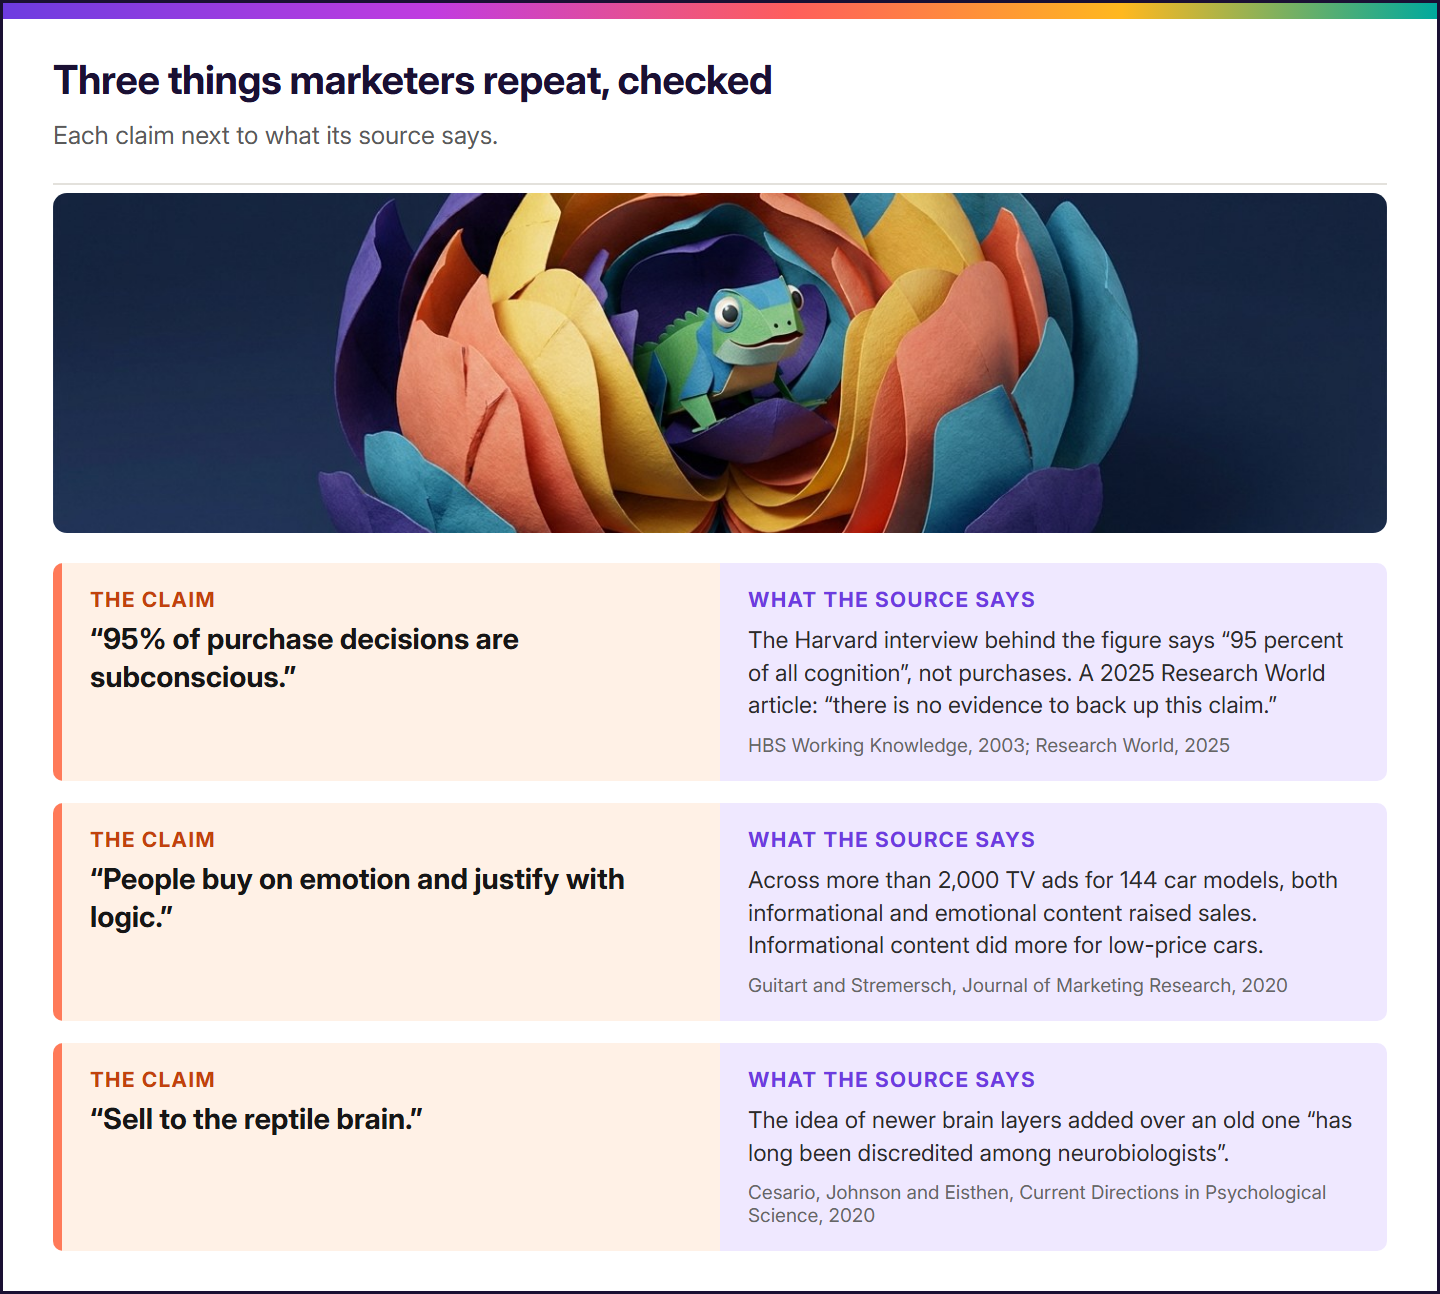 Three things marketers repeat, checked
Each claim next to what its source says.
THE CLAIM
“95% of purchase decisions are
subconscious.”
WHAT THE SOURCE SAYS
The Harvard interview behind the figure says “95 percent
of all cognition”, not purchases. A 2025 Research World
article: “there is no evidence to back up this claim.”
HBS Working Knowledge, 2003; Research World, 2025
THE CLAIM
“People buy on emotion and justify with
logic.”
WHAT THE SOURCE SAYS
Across more than 2,000 TV ads for 144 car models, both
informational and emotional content raised sales.
Informational content did more for low-price cars.
Guitart and Stremersch, Journal of Marketing Research, 2020
THE CLAIM
“Sell to the reptile brain.”
WHAT THE SOURCE SAYS
The idea of newer brain layers added over an old one “has
long been discredited among neurobiologists”.
Cesario, Johnson and Eisthen, Current Directions in Psychological
Science, 2020